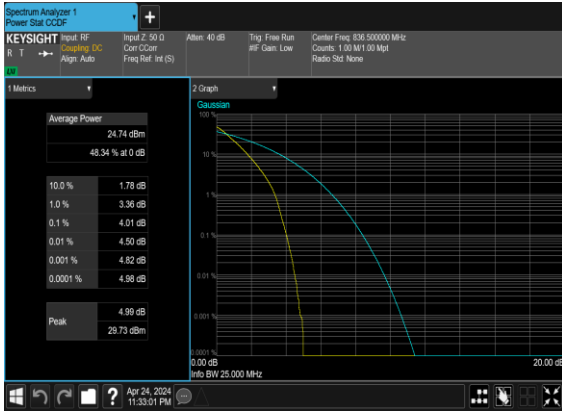 Spectrum Analyzer 1
Power Stat CCDF
KEYSIGHT
R T
LV
Input: RF
Coupling: DC
Align: Auto
Input Z: 50 Ω
Corr CCorr
Freq Ref: Int (S)
Atten: 40 dB
Trig: Free Run
#IF Gain: Low
Center Freq: 836.500000 MHz
Counts: 1.00 M/1.00 Mpt
Radio Std: None
1 Metrics
Average Power
24.74 dBm
48.34 % at 0 dB
10.0 % 1.78 dB
1.0 % 3.36 dB
0.1 % 4.01 dB
0.01 % 4.50 dB
0.001 % 4.82 dB
0.0001 % 4.98 dB
Peak
4.99 dB
29.73 dBm
2 Graph
Gaussian
100 %
10 %
1 %
0.1 %
0.01 %
0.001 %
0.0001 %
0.00 dB
20.00 dB
Info BW 25.000 MHz
?
Apr 24, 2024
11:33:01 PM